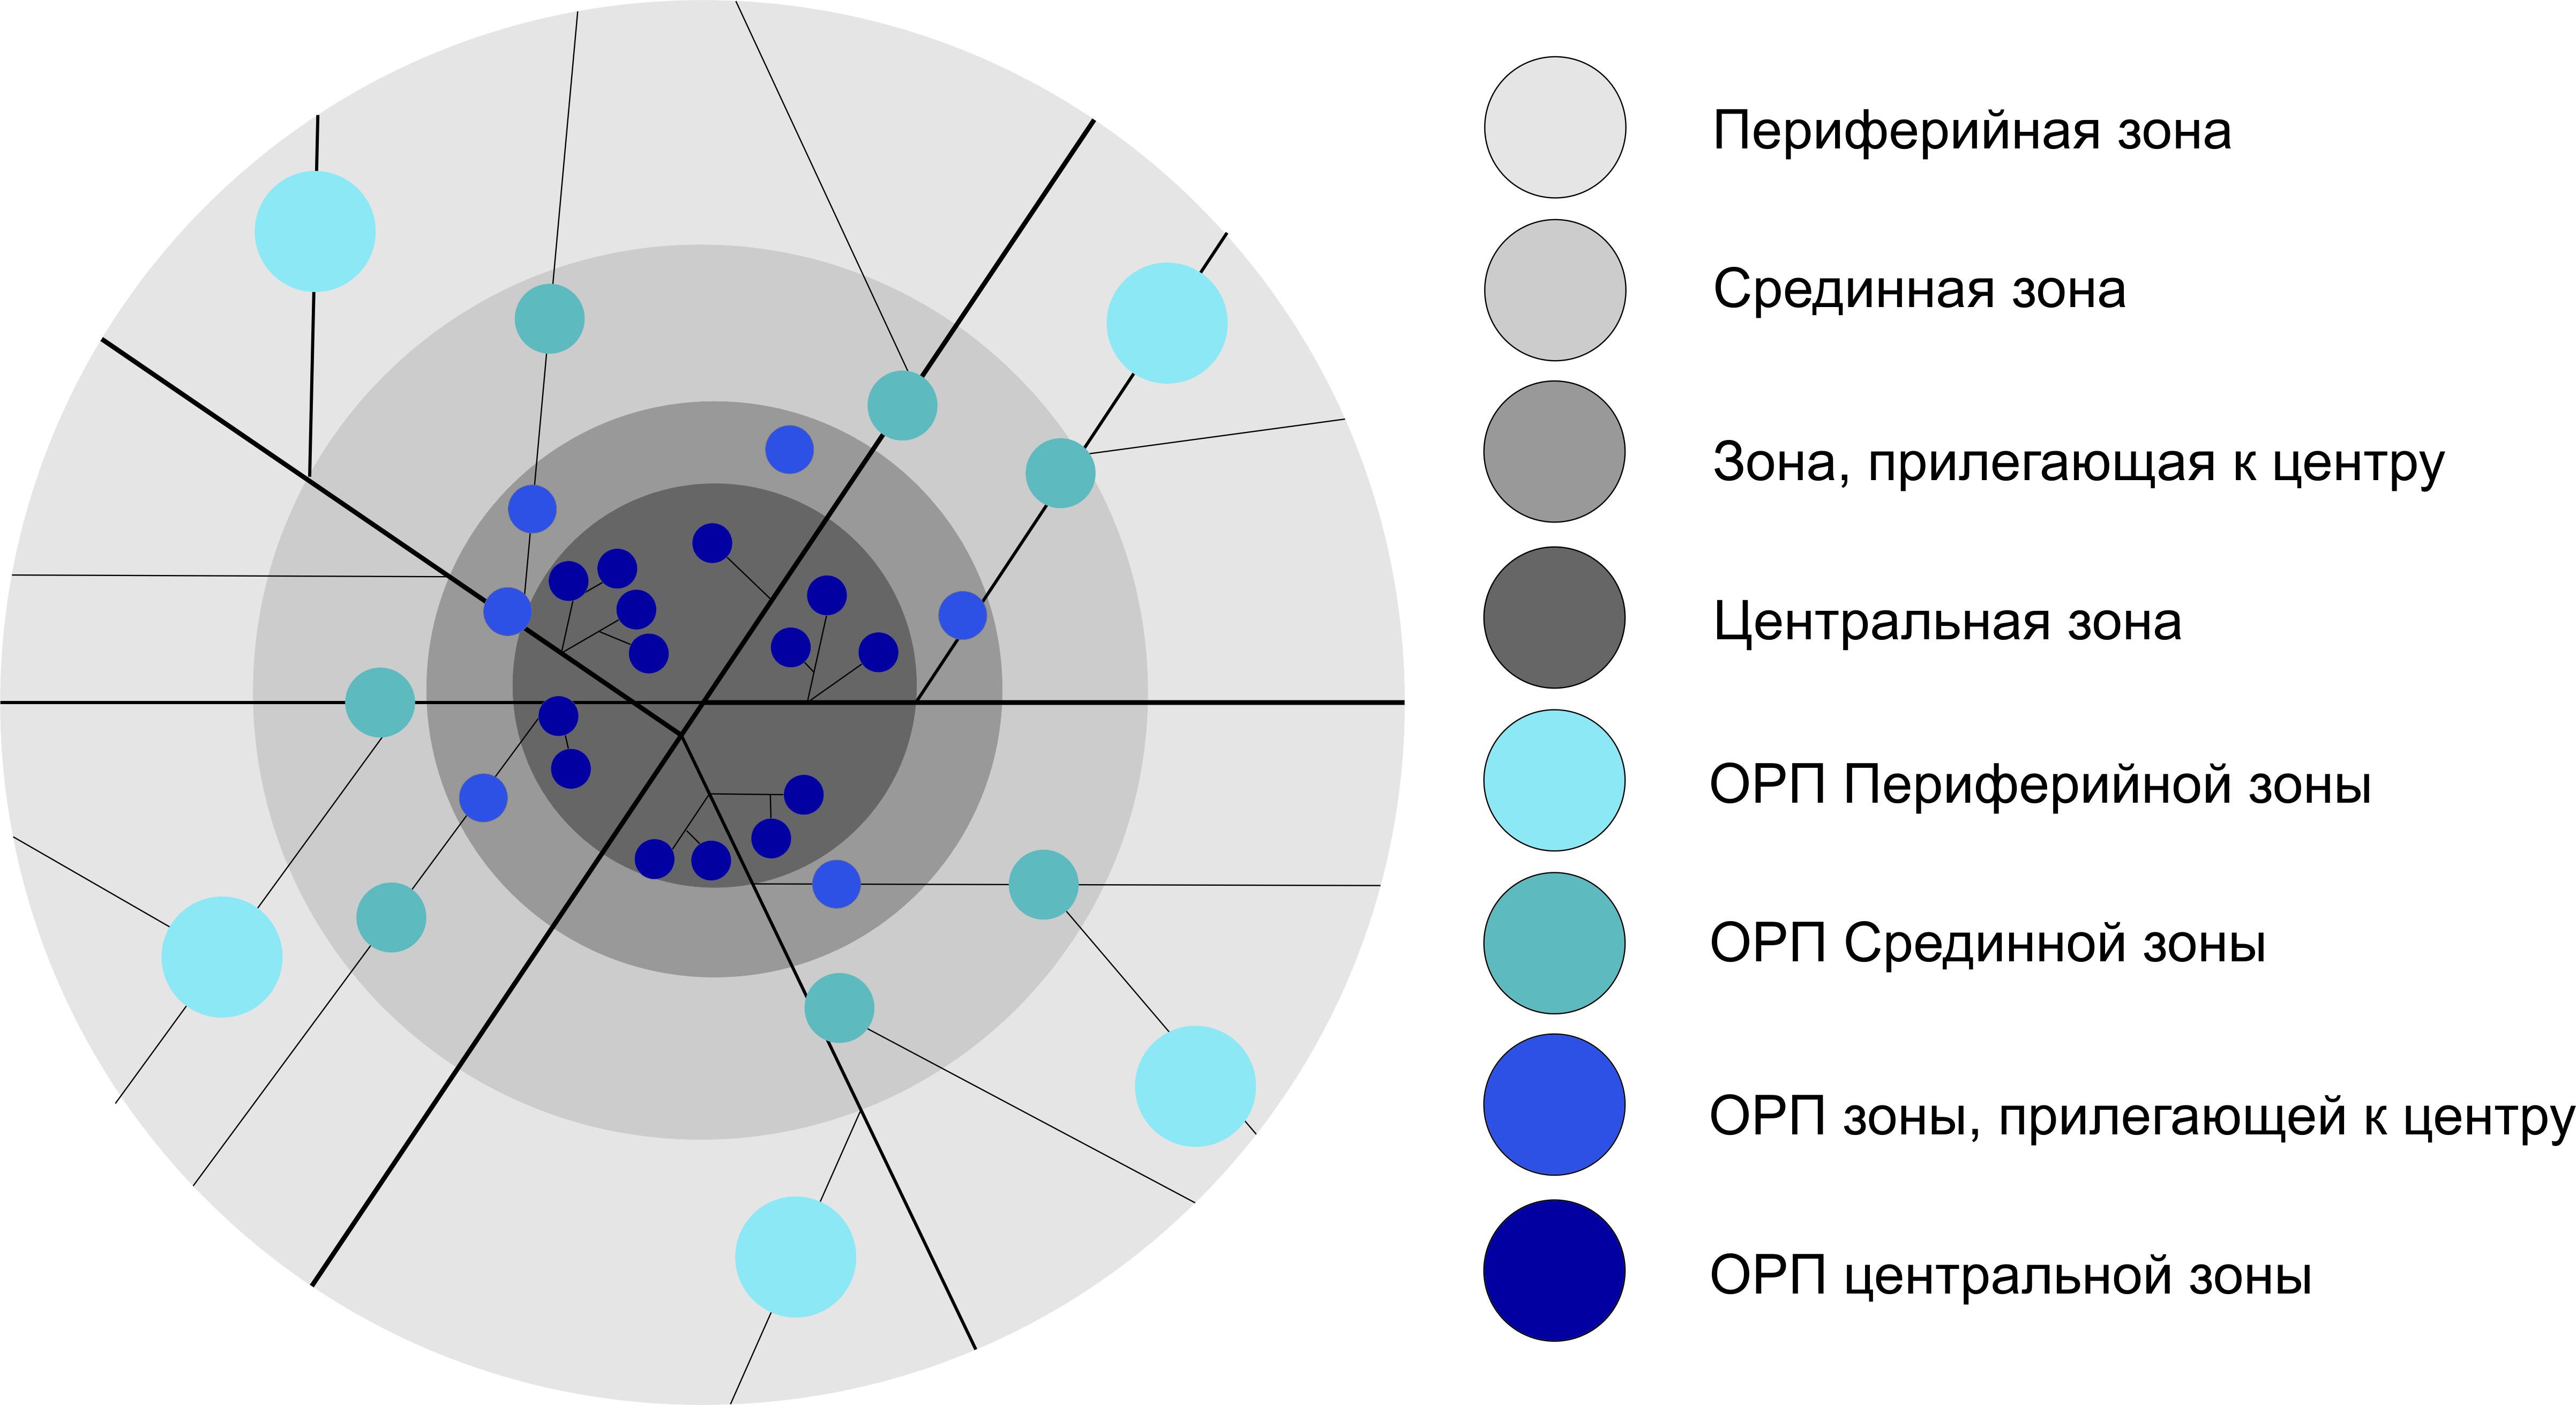 Периферийная зона
Срединная зона
Зона, прилегающая к центру
Центральная зона
ОРП Периферийной зоны
ОРП Срединной зоны
ОРП зоны, прилегающей к центру
ОРП центральной зоны